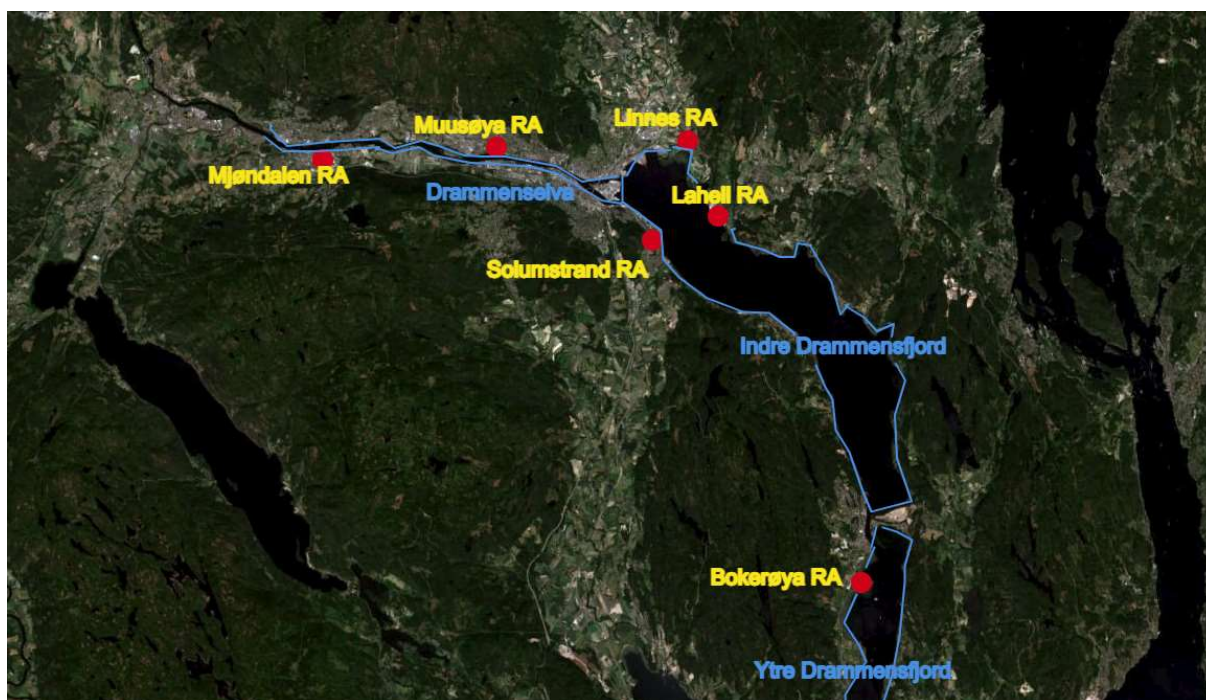 Linnes RA
Muusøya RA
Mjøndalen RA
Drammenselva
Lahell RA
Solumstrand RA
Indre Drammensfjord
Bokerøya RA
Ytre Drammensfjord